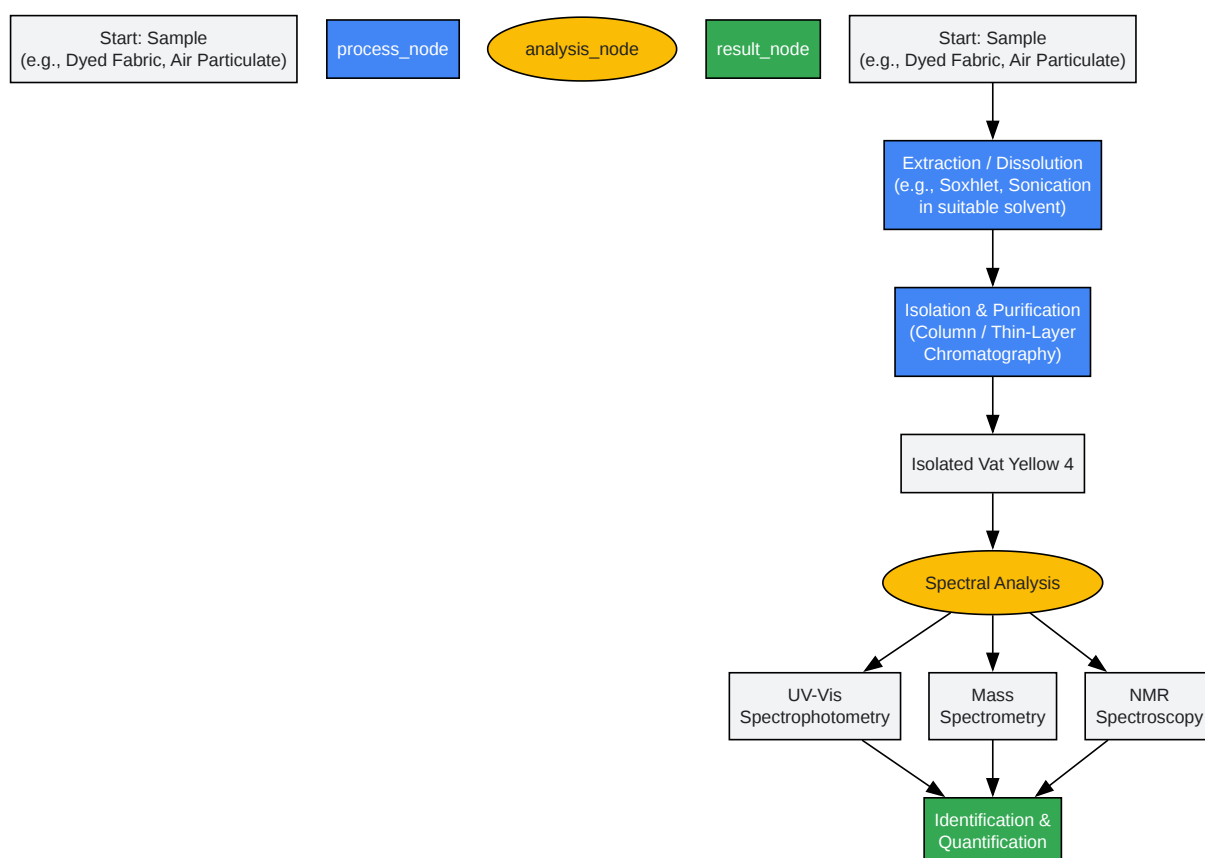 Start: Sample
(e.g., Dyed Fabric, Air Particulate)
process_node
analysis_node
result_node
Start: Sample
(e.g., Dyed Fabric, Air Particulate)
Extraction / Dissolution
(e.g., Soxhlet, Sonication
in suitable solvent)
Isolation & Purification
(Column / Thin-Layer
Chromatography)
Isolated Vat Yellow 4
Spectral Analysis
UV-Vis
Spectrophotometry
Mass
Spectrometry
NMR
Spectroscopy
Identification &
Quantification